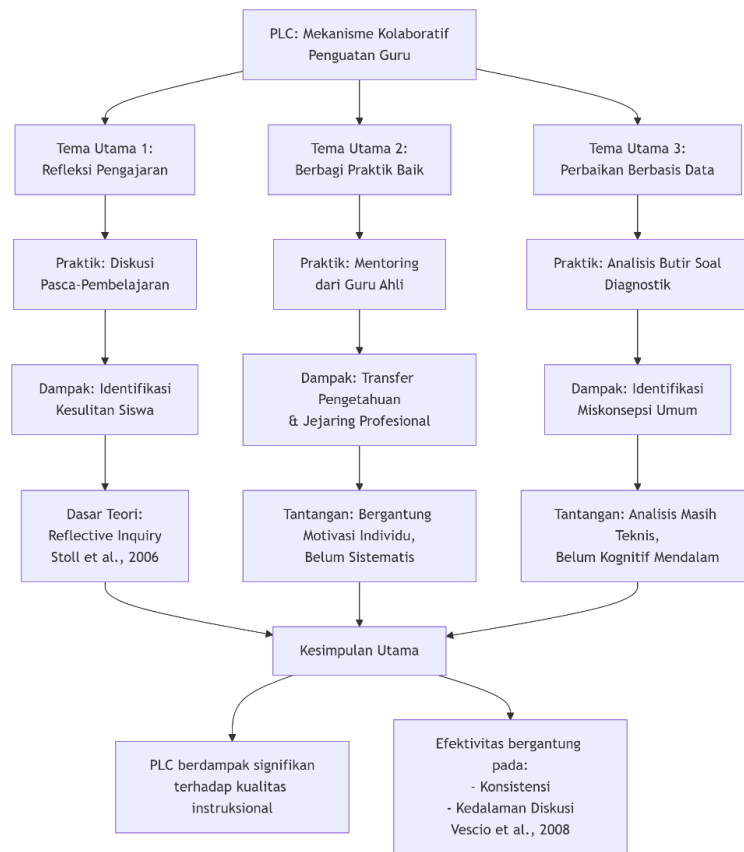 PLC: Mekanisme Kolaboratif
Penguatan Guru
Tema Utama 1:
Refleksi Pengajaran
Tema Utama 2:
Berbagi Praktik Baik
Tema Utama 3:
Perbaikan Berbasis Data
Praktik: Diskusi
Pasca-Pembelajaran
Praktik: Mentoring
dari Guru Ahli
Praktik: Analisis Butir Soal
Diagnostik
Dampak: Identifikasi
Kesulitan Siswa
Dampak: Transfer
Pengetahuan
& Jejaring Profesional
Dampak: Identifikasi
Miskonsepsi Umum
Dasar Teori:
Reflective Inquiry
Stoll et al., 2006
Tantangan: Bergantung
Motivasi Individu,
Belum Sistematis
Tantangan: Analisis Masih
Teknis,
Belum Kognitif Mendalam
Kesimpulan Utama
PLC berdampak signifikan
terhadap kualitas
instruksional
Efektivitas bergantung
pada:
- Konsistensi
- Kedalaman Diskusi
Vescio et al., 2008